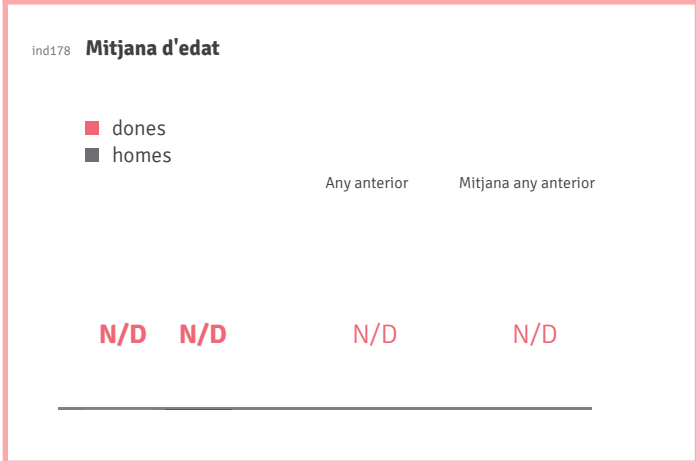 ind178 Mitjana d'edat
dones
homes
Any anterior Mitjana any anterior
N/D N/D N/D N/D